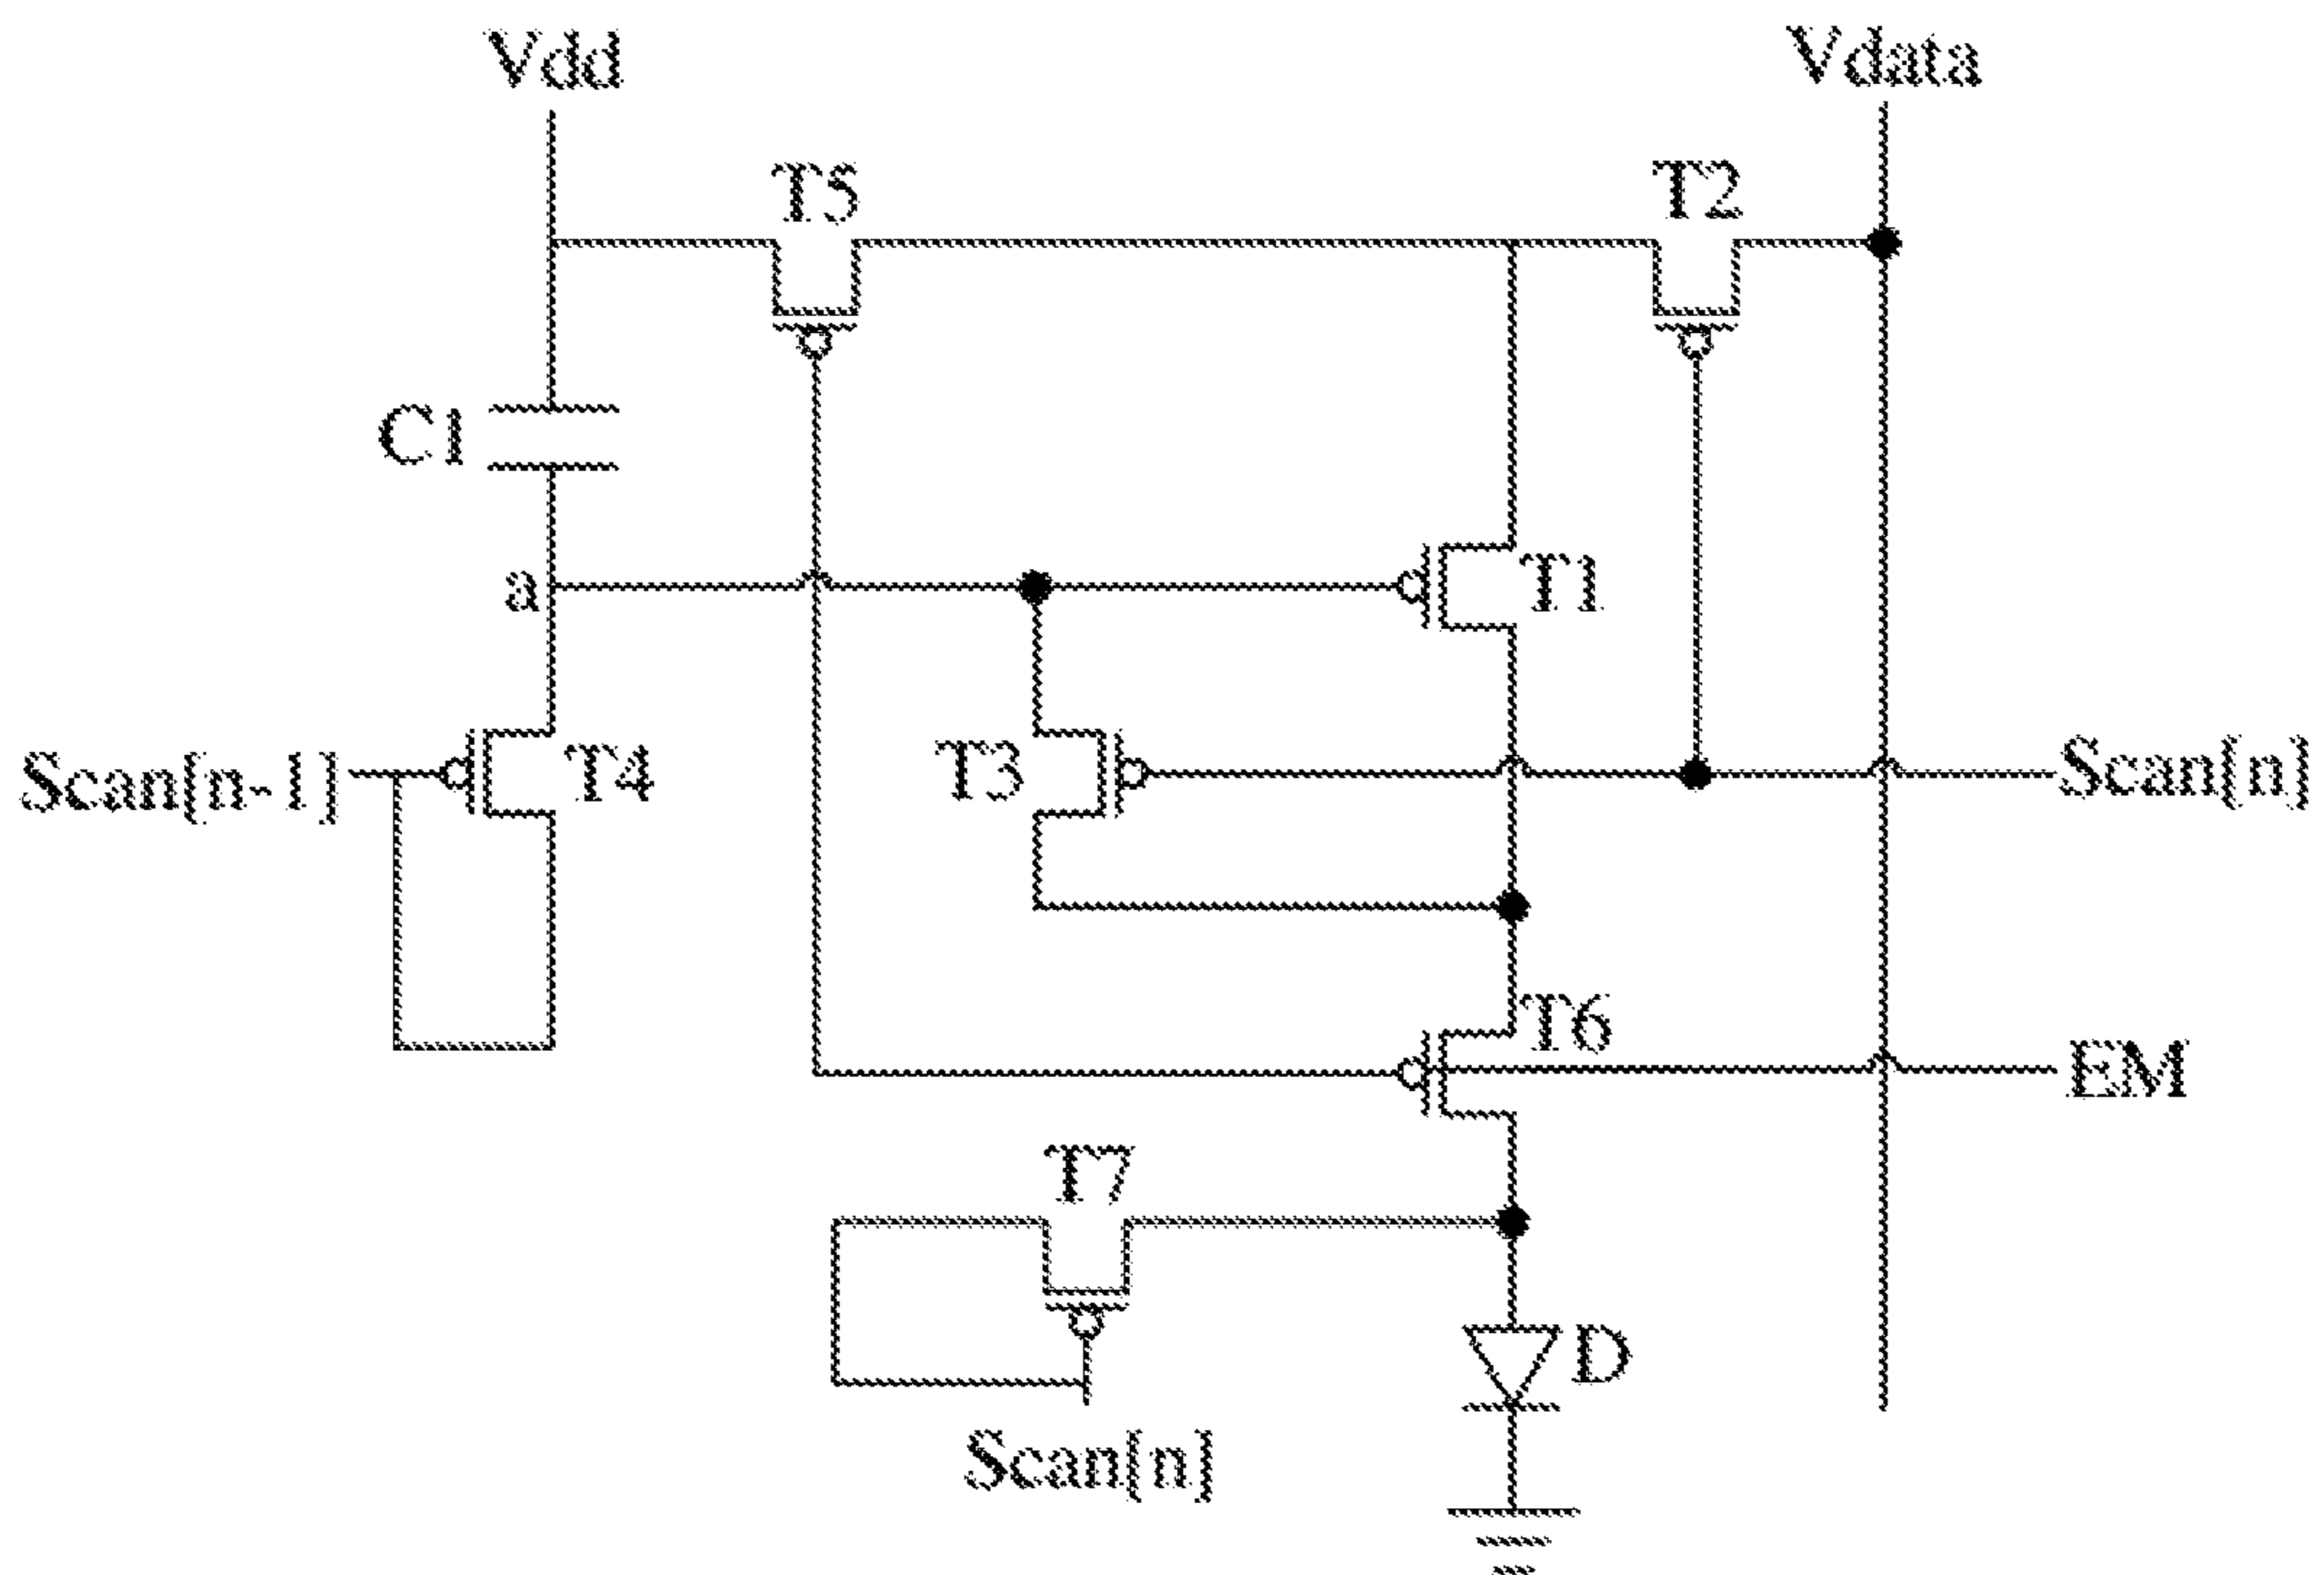 Vdd
Vdata
T5
T2
C1
a
T1
Scan[n-1]
T4
T3
Scan[n]
T6
EM
T7
D
Scan[n]